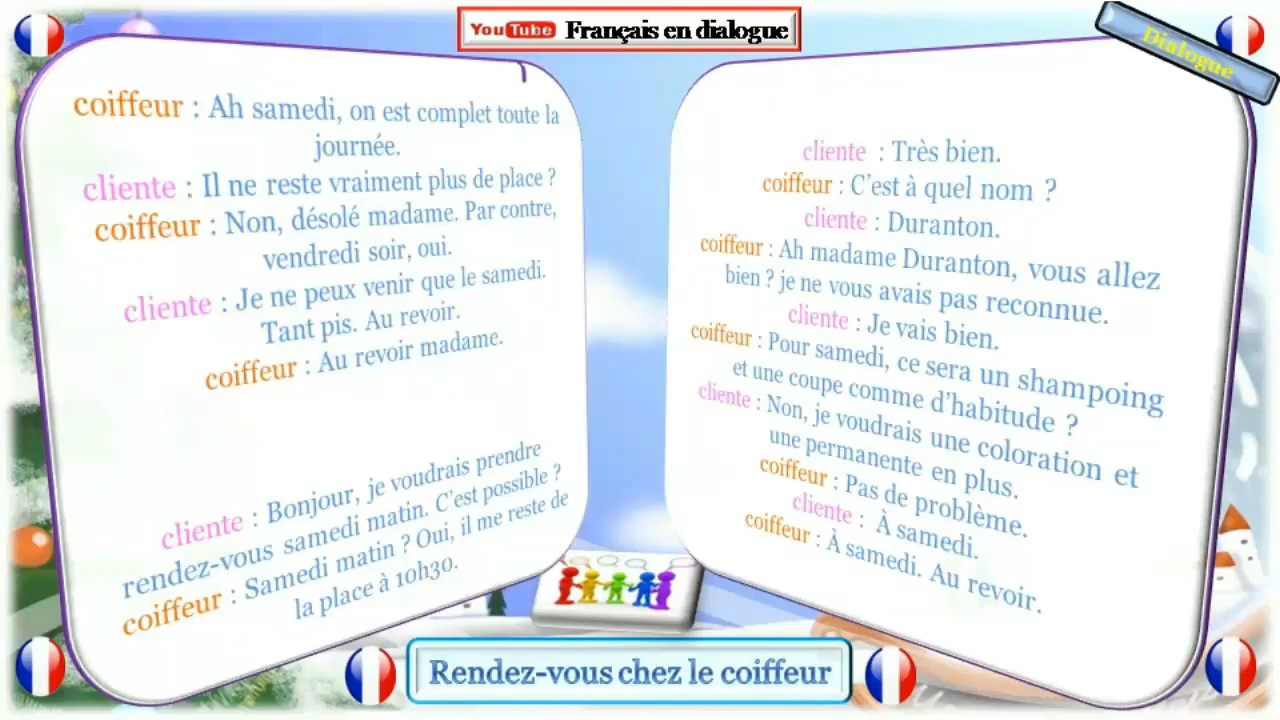 YouTube Français en dialogue
Dialogue
coiffeur : Ah samedi, on est complet toute la
journée.
cliente : Il ne reste vraiment plus de place ?
coiffeur : Non, désolé madame. Par contre,
vendredi soir, oui.
cliente : Je ne peux venir que le samedi.
Tant pis. Au revoir.
coiffeur : Au revoir madame.
cliente : Bonjour, je voudrais prendre
rendez-vous samedi matin. C'est possible ?
coiffeur : Samedi matin ? Oui, il me reste de
la place à 10h30.
cliente : Très bien.
coiffeur : C'est à quel nom ?
cliente : Duranton.
coiffeur : Ah madame Duranton, vous allez
bien ? je ne vous avais pas reconnue.
cliente : Je vais bien.
coiffeur : Pour samedi, ce sera un shampoing
et une coupe comme d'habitude ?
cliente : Non, je voudrais une coloration et
une permanente en plus.
coiffeur : Pas de problème.
cliente : À samedi.
coiffeur : À samedi. Au revoir.
Rendez-vous chez le coiffeur